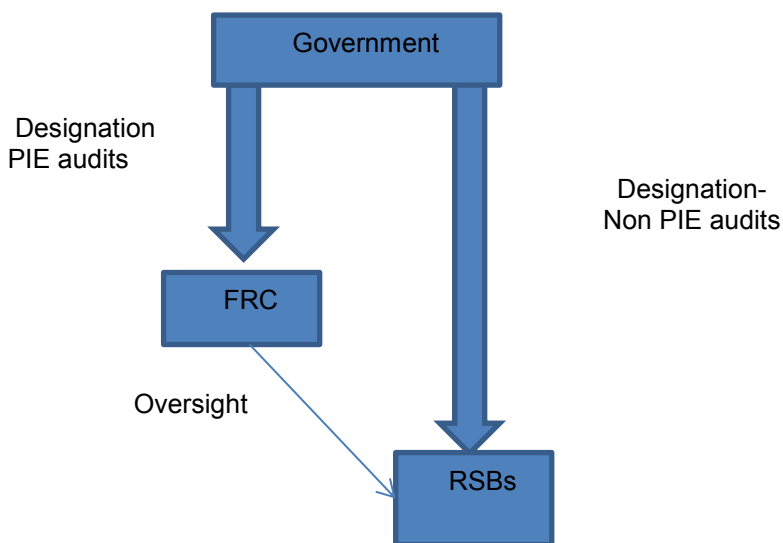 Government
Designation
PIE audits
Designation-
Non PIE audits
FRC
Oversight
RSBs